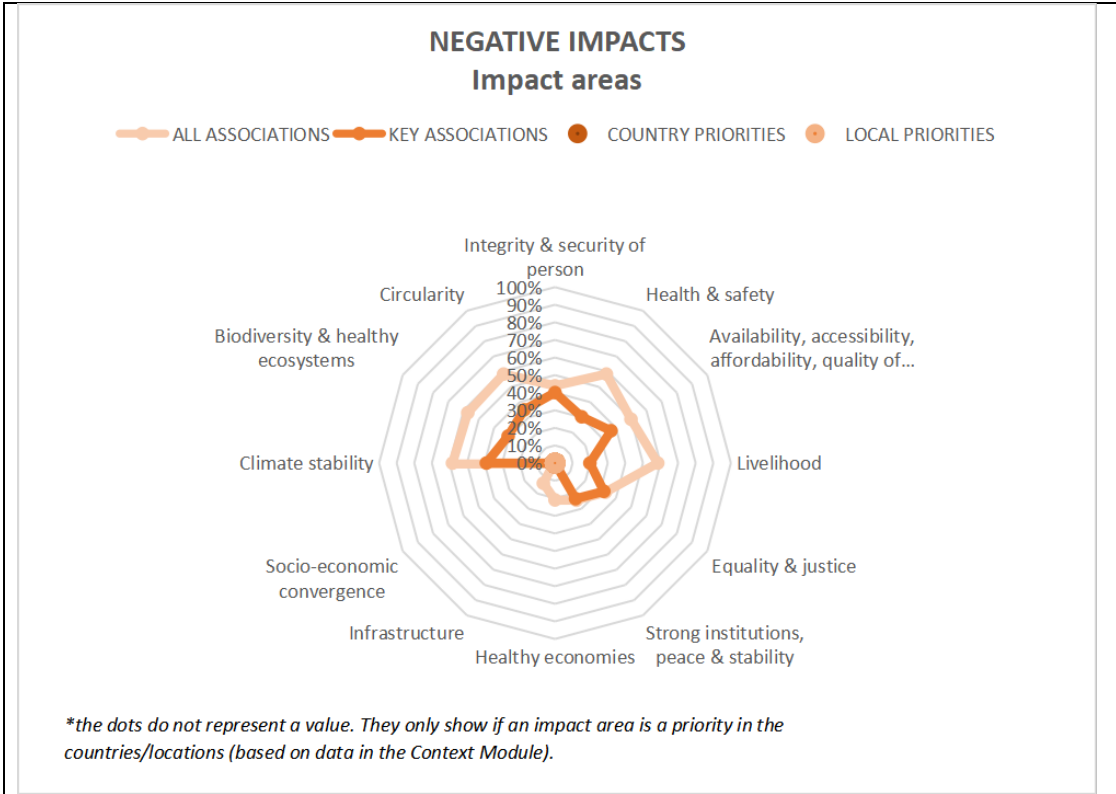 NEGATIVE IMPACTS
Impact areas
ALL ASSOCIATIONS KEY ASSOCIATIONS COUNTRY PRIORITIES LOCAL PRIORITIES
Integrity & security of
person
Health & safety
Availability, accessibility,
affordability, quality of…
Livelihood
Equality & justice
Strong institutions,
peace & stability
Healthy economies
Infrastructure
Socio-economic
convergence
Climate stability
Biodiversity & healthy
ecosystems
Circularity
100%
90%
80%
70%
60%
50%
40%
30%
20%
10%
0%
*the dots do not represent a value. They only show if an impact area is a priority in the
countries/locations (based on data in the Context Module).